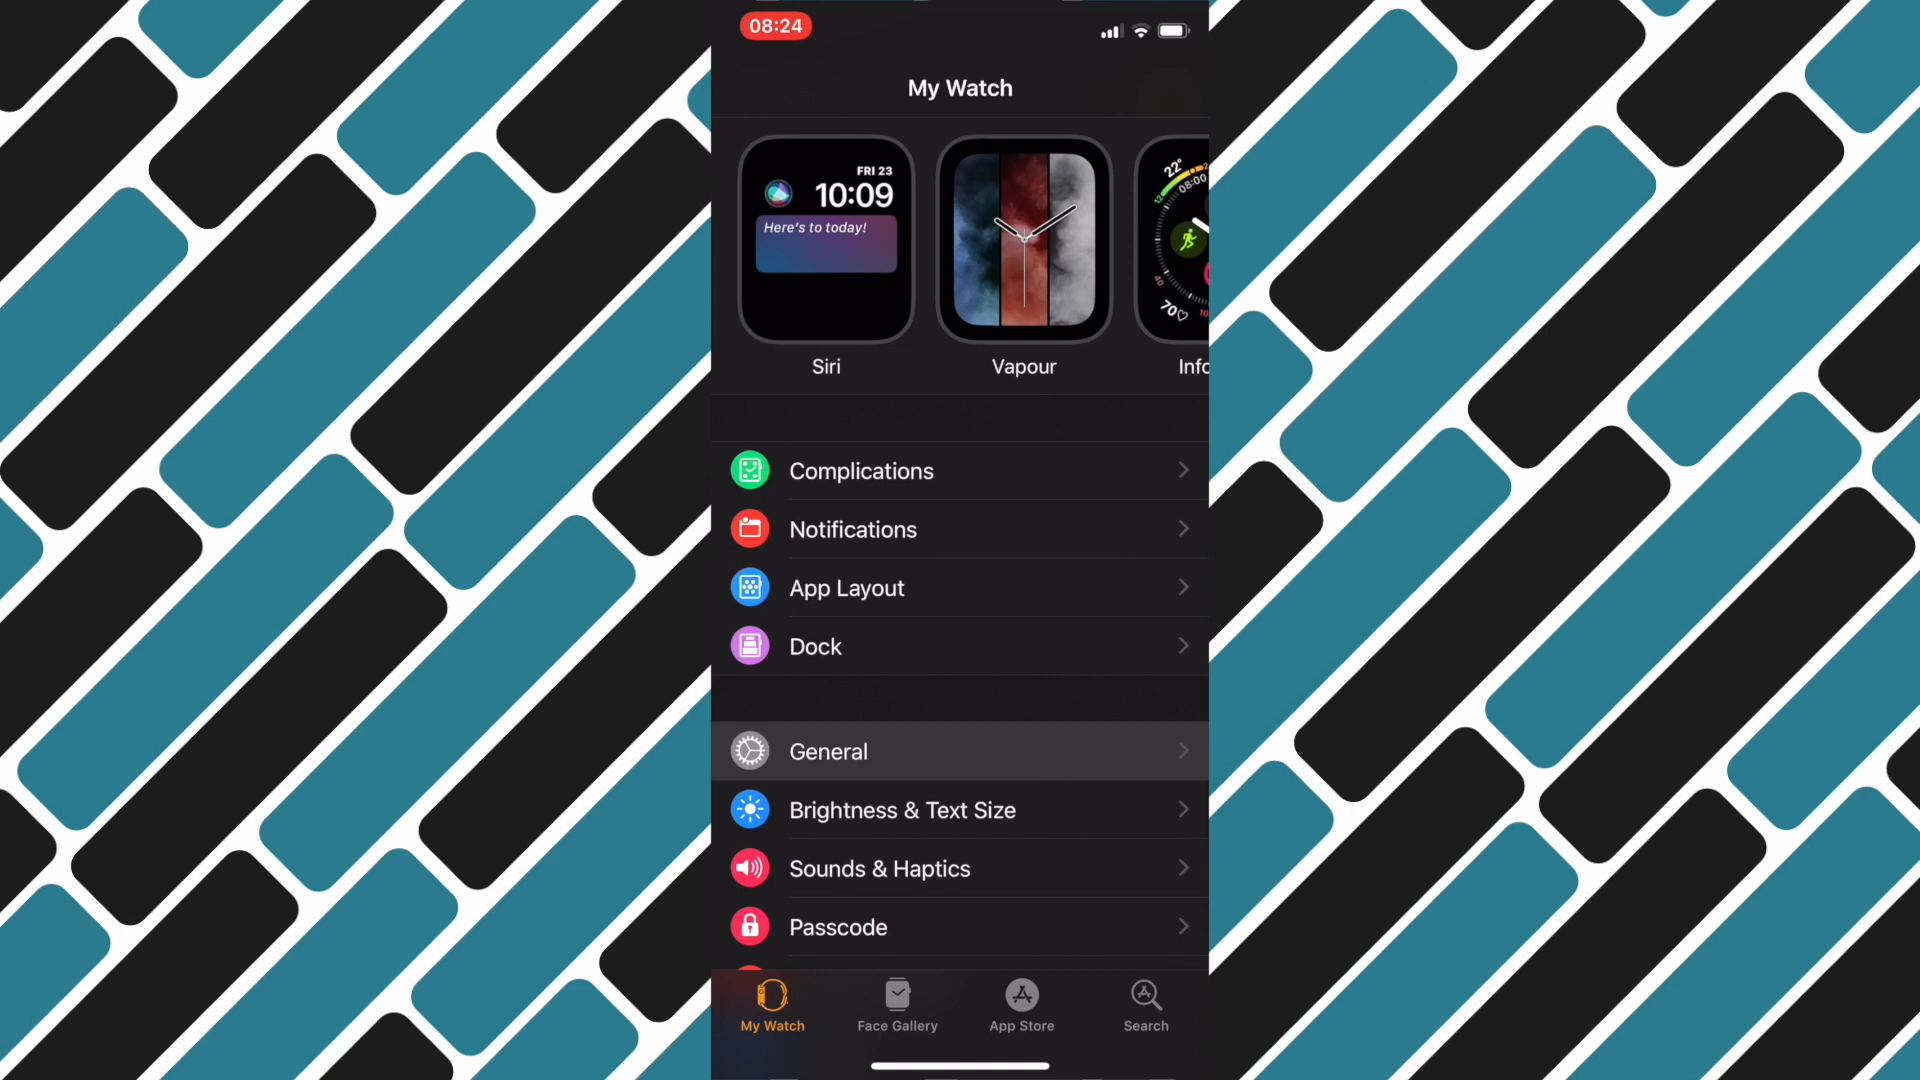 08:24
My Watch
FRI 23
10:09
Here's to today!
22°
08:00
70
Siri
Vapour
Info
Complications
Notifications
App Layout
Dock
General
Brightness & Text Size
Sounds & Haptics
Passcode
My Watch
Face Gallery
App Store
Search